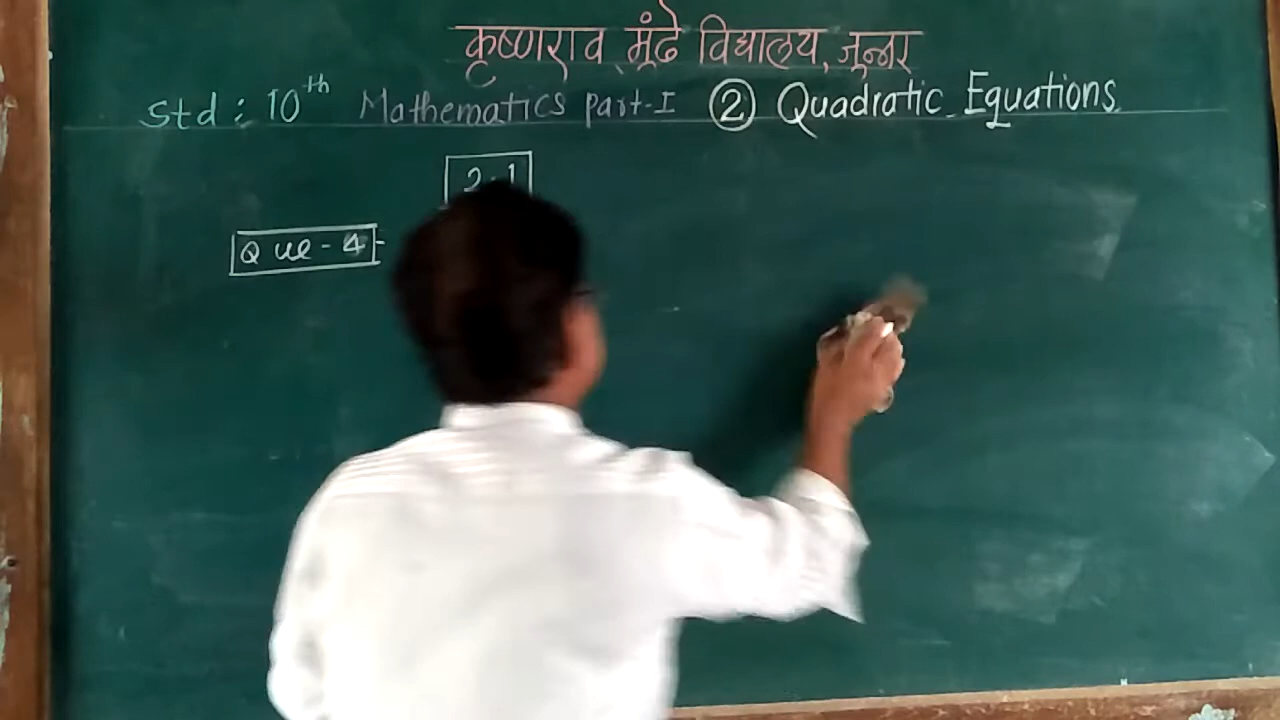 कृष्णराव मुंढे विद्यालय, जुन्नर
Std : 10th Mathematics part-I ② Quadratic Equations
2.1
Que-4